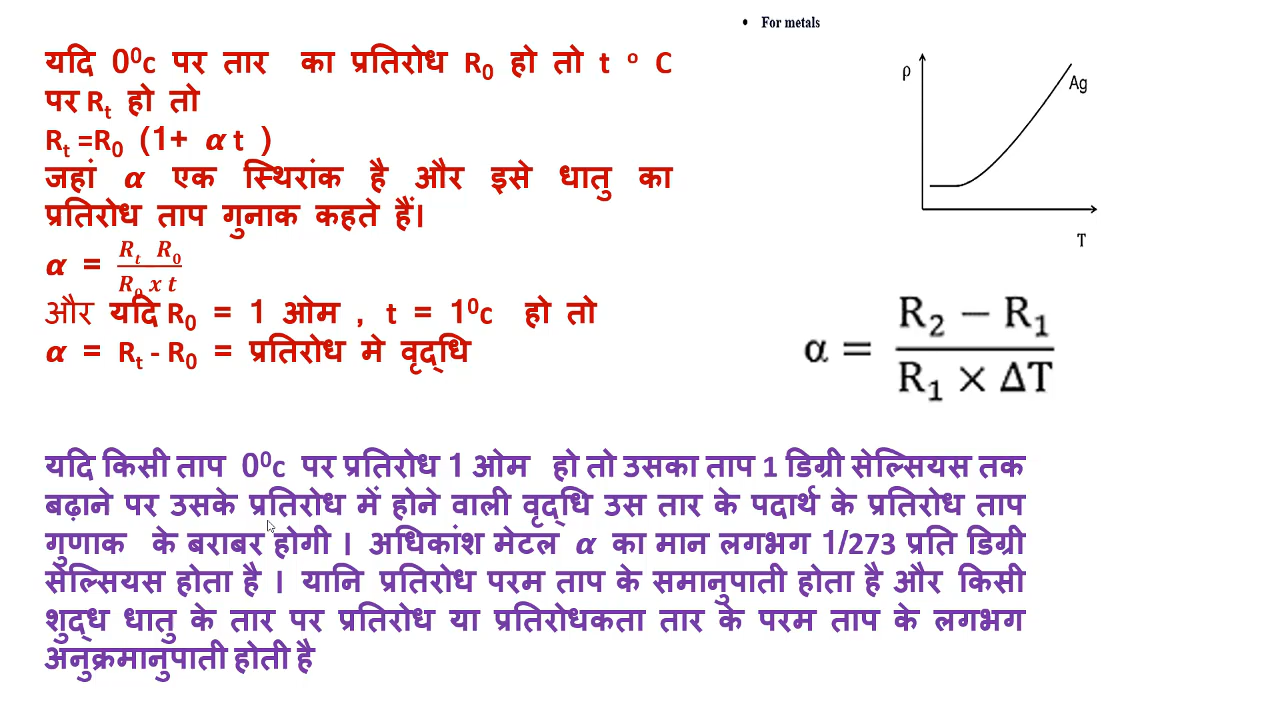 • For metals
यदि 0⁰c पर तार का प्रतिरोध R₀ हो तो t ° C
पर Rₜ हो तो
Rₜ =R₀ (1+ α t )
जहां α एक स्थिरांक है और इसे धातु का
प्रतिरोध ताप गुनाक कहते हैं।
α = Rₜ R₀ / R₀ x t
और यदि R₀ = 1 ओम , t = 1⁰c हो तो
α = Rₜ - R₀ = प्रतिरोध मे वृद्धि
ρ
Ag
T
α = R₂ − R₁ / R₁ × ΔT
यदि किसी ताप 0⁰c पर प्रतिरोध 1 ओम हो तो उसका ताप 1 डिग्री सेल्सियस तक
बढ़ाने पर उसके प्रतिरोध में होने वाली वृद्धि उस तार के पदार्थ के प्रतिरोध ताप
गुणाक के बराबर होगी । अधिकांश मेटल α का मान लगभग 1/273 प्रति डिग्री
सेल्सियस होता है । यानि प्रतिरोध परम ताप के समानुपाती होता है और किसी
शुद्ध धातु के तार पर प्रतिरोध या प्रतिरोधकता तार के परम ताप के लगभग
अनुक्रमानुपाती होती है